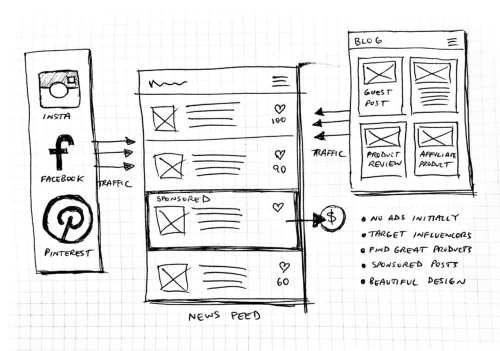 INSTA
FACEBOOK
PINTEREST
TRAFFIC
100
90
SPONSORED
60
NEWS FEED
$
TRAFFIC
BLOG
GUEST
POST
PRODUCT
REVIEW
AFFILIATE
PRODUCT
• NO ADS INITIALLY
• TARGET INFLUENCERS
• FIND GREAT PRODUCTS
• SPONSORED POSTS
• BEAUTIFUL DESIGN